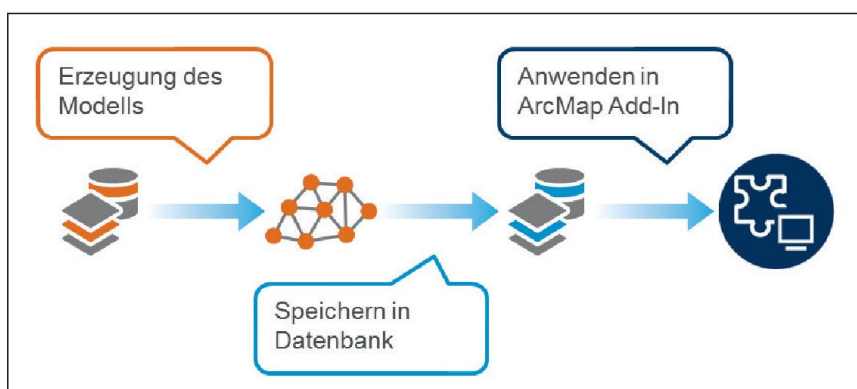 Erzeugung des
Modells
Anwenden in
ArcMap Add-In
Speichern in
Datenbank